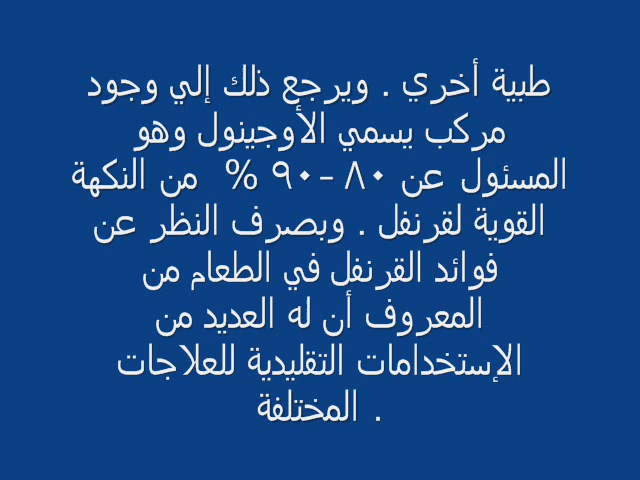 طبية أخري . ويرجع ذلك إلي وجود
مركب يسمي الأوجينول وهو
المسئول عن ٨٠ -٩٠ % من النكهة
القوية لقرنفل . وبصرف النظر عن
فوائد القرنفل في الطعام من
المعروف أن له العديد من
الإستخدامات التقليدية للعلاجات
المختلفة .